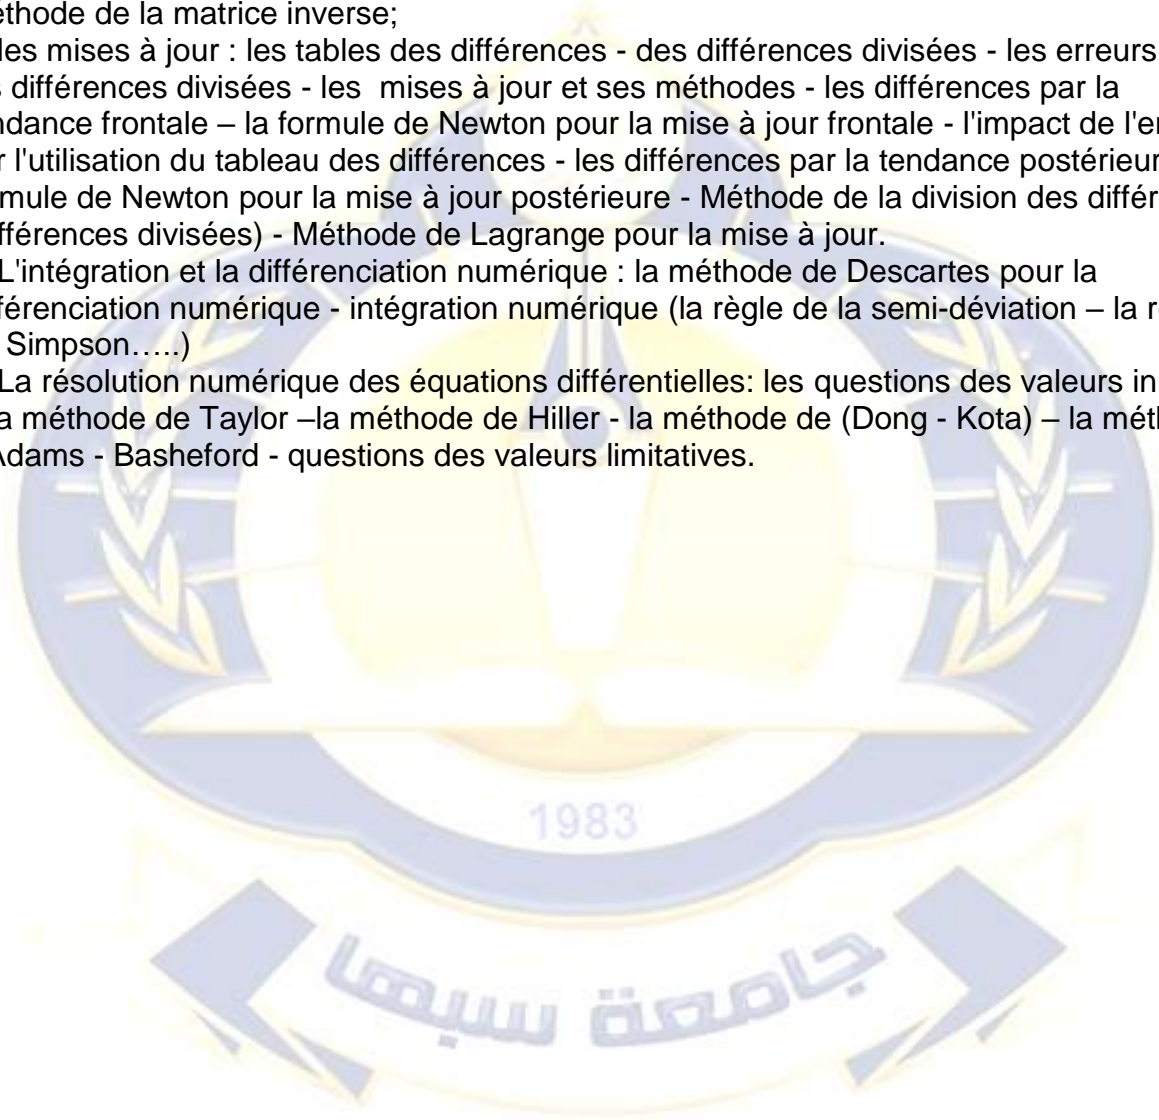 éthode de la matrice inverse;
les mises à jour : les tables des différences - des différences divisées - les erreurs
s différences divisées - les mises à jour et ses méthodes - les différences par la
ndance frontale – la formule de Newton pour la mise à jour frontale - l'impact de l'e
r l'utilisation du tableau des différences - les différences par la tendance postérieur
mule de Newton pour la mise à jour postérieure - Méthode de la division des différ
fférences divisées) - Méthode de Lagrange pour la mise à jour.
L'intégration et la différenciation numérique : la méthode de Descartes pour la
férenciation numérique - intégration numérique (la règle de la semi-déviation – la r
Simpson…..)
La résolution numérique des équations différentielles: les questions des valeurs in
a méthode de Taylor –la méthode de Hiller - la méthode de (Dong - Kota) – la mét
Adams - Basheford - questions des valeurs limitatives.
1983
جامعة سبها